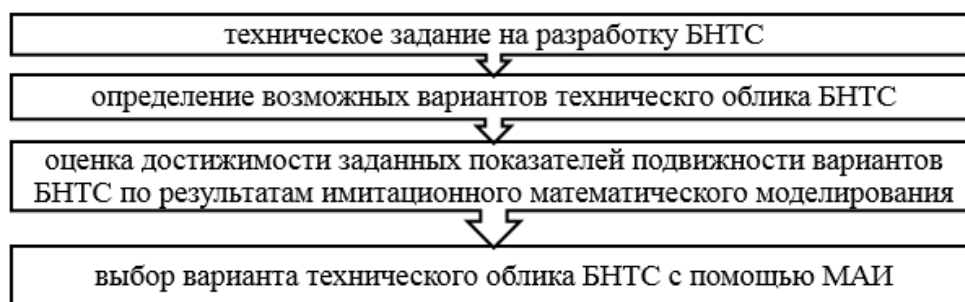 техническое задание на разработку БНТС
определение возможных вариантов техническго облика БНТС
оценка достижимости заданных показателей подвижности вариантов
БНТС по результатам имитационного математического моделирования
выбор варианта технического облика БНТС с помощью МАИ